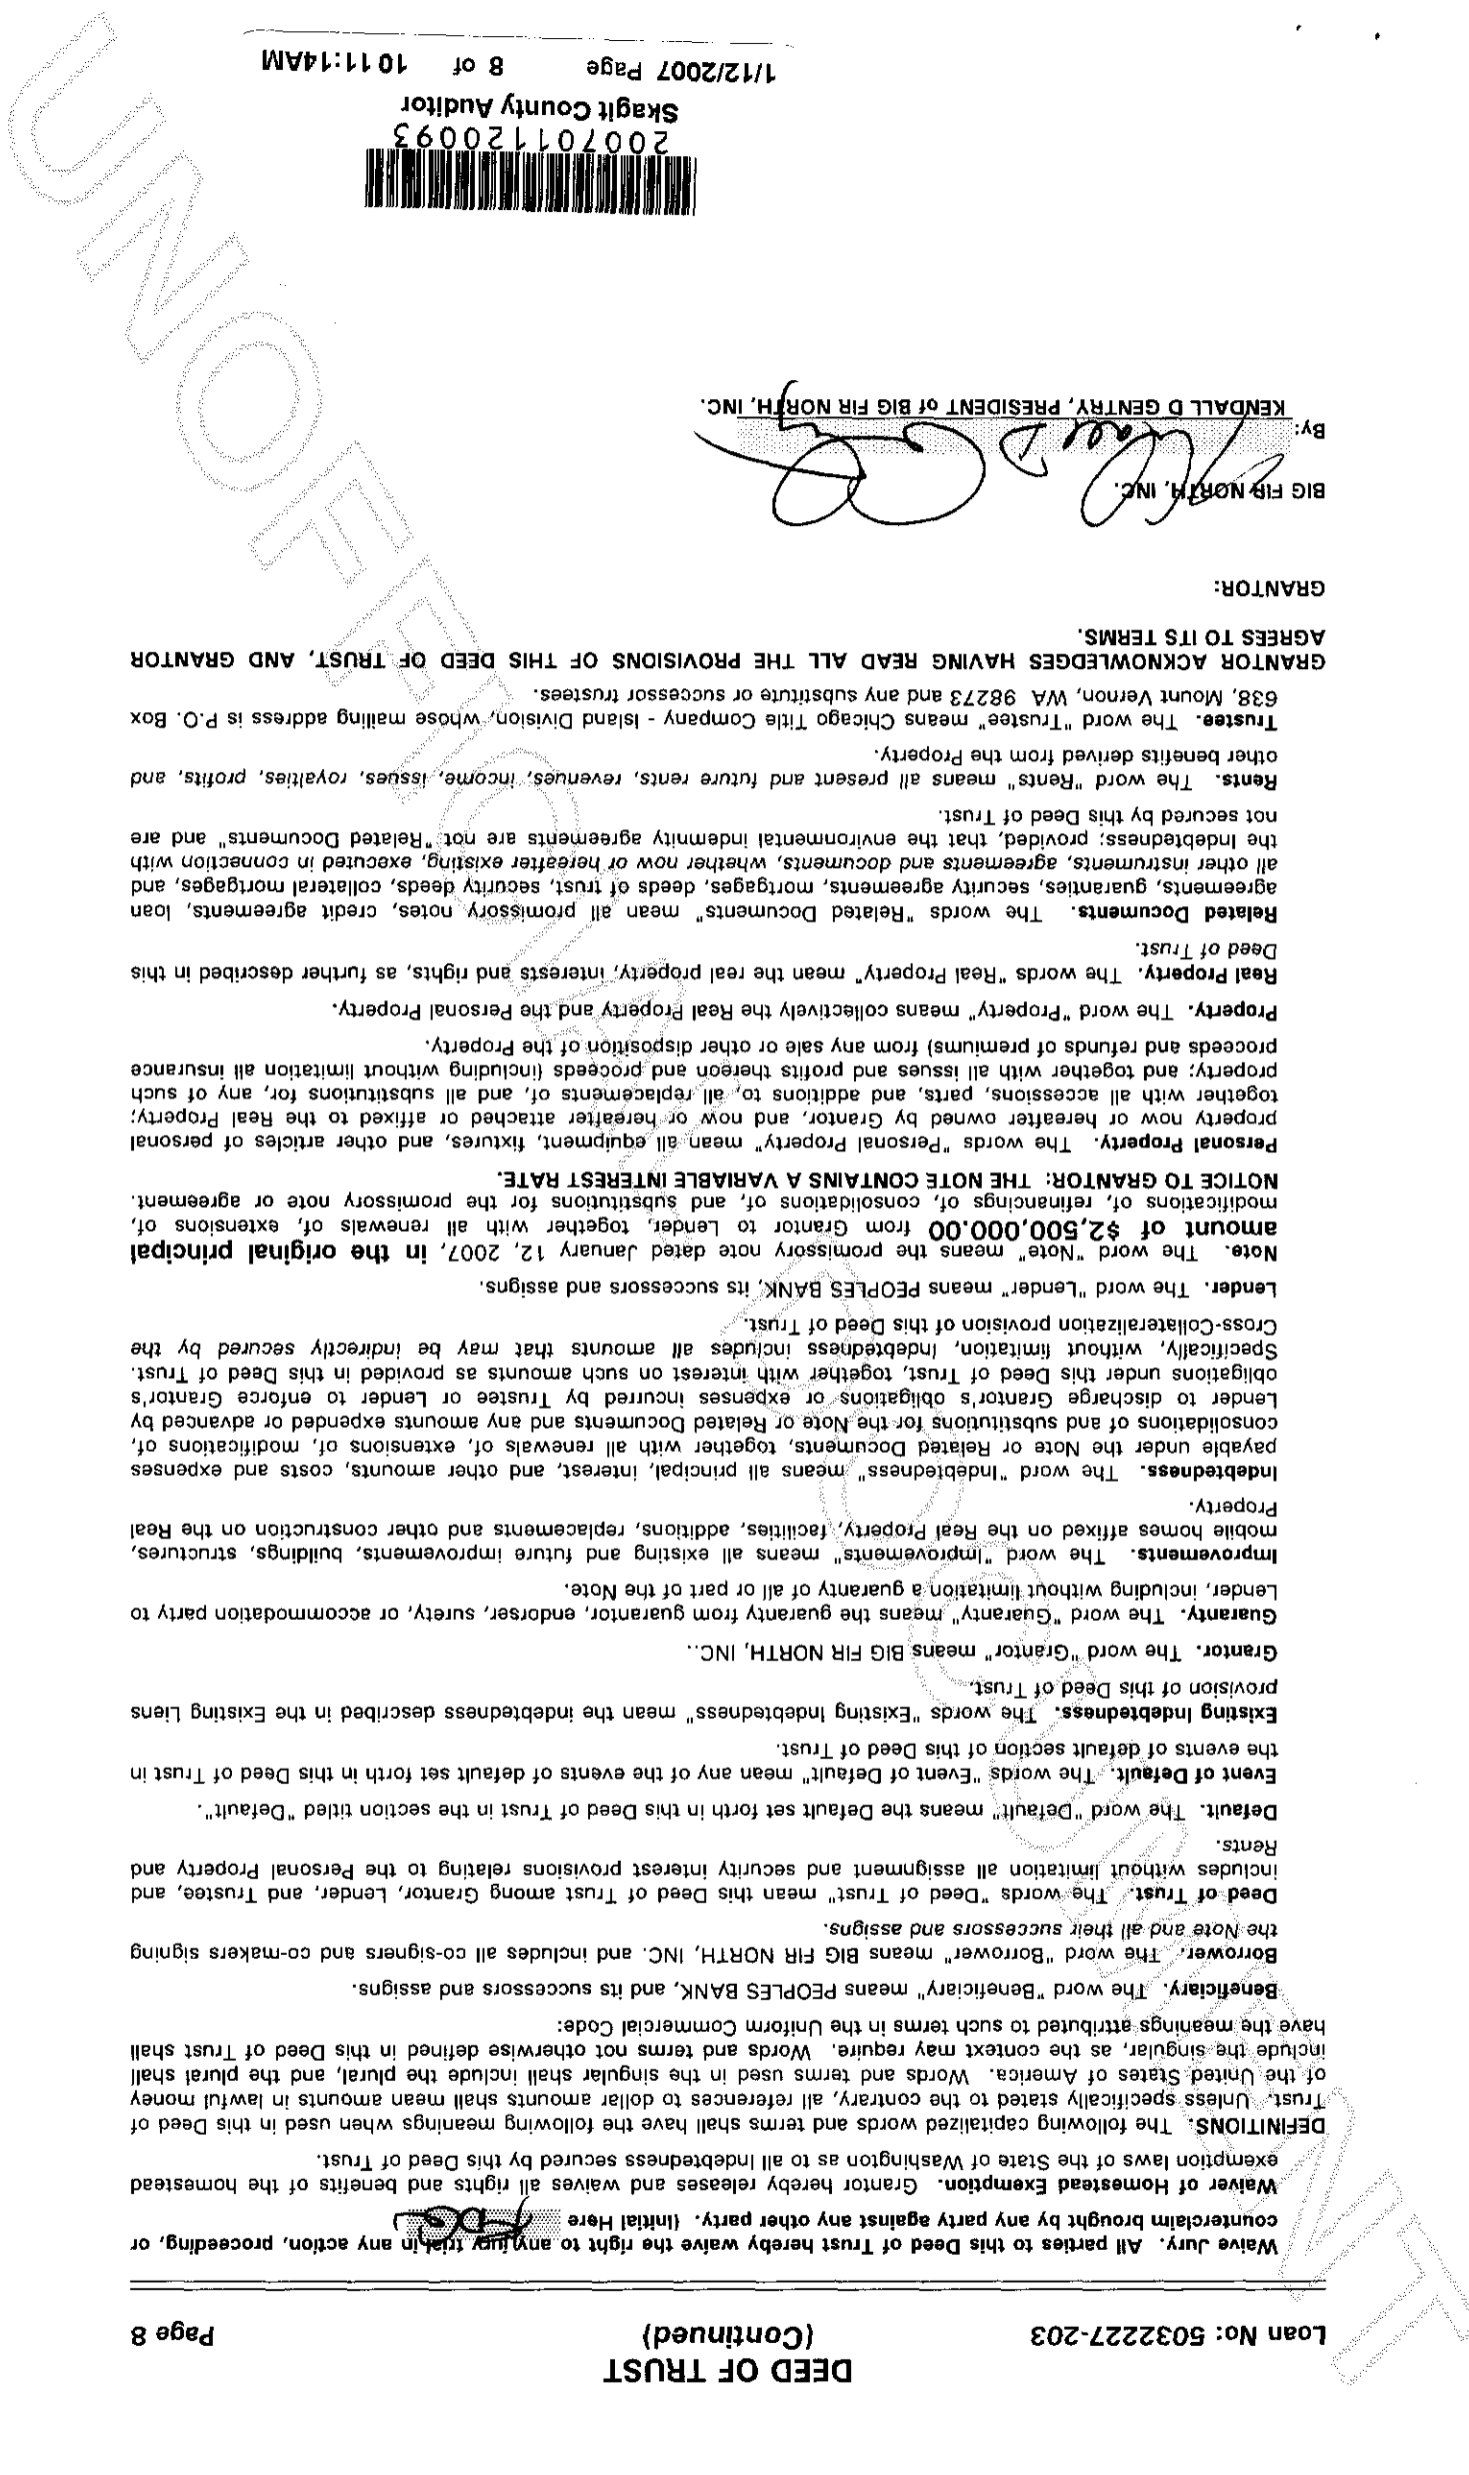 DEED OF TRUST
Loan No: 5032227-203 (Continued) Page 8
Waive Jury. All parties to this Deed of Trust hereby waive the right to any jury trial in any action, proceeding, or
counterclaim brought by any party against any other party. (Initial Here KDG )
Waiver of Homestead Exemption. Grantor hereby releases and waives all rights and benefits of the homestead
exemption laws of the State of Washington as to all Indebtedness secured by this Deed of Trust.
DEFINITIONS. The following capitalized words and terms shall have the following meanings when used in this Deed of
Trust. Unless specifically stated to the contrary, all references to dollar amounts shall mean amounts in lawful money
of the United States of America. Words and terms used in the singular shall include the plural, and the plural shall
include the singular, as the context may require. Words and terms not otherwise defined in this Deed of Trust shall
have the meanings attributed to such terms in the Uniform Commercial Code:
Beneficiary. The word "Beneficiary" means PEOPLES BANK, and its successors and assigns.
Borrower. The word "Borrower" means BIG FIR NORTH, INC. and includes all co-signers and co-makers signing
the Note and all their successors and assigns.
Deed of Trust. The words "Deed of Trust" mean this Deed of Trust among Grantor, Lender, and Trustee, and
includes without limitation all assignment and security interest provisions relating to the Personal Property and
Rents.
Default. The word "Default" means the Default set forth in this Deed of Trust in the section titled "Default".
Event of Default. The words "Event of Default" mean any of the events of default set forth in this Deed of Trust in
the events of default section of this Deed of Trust.
Existing Indebtedness. The words "Existing Indebtedness" mean the indebtedness described in the Existing Liens
provision of this Deed of Trust.
Grantor. The word "Grantor" means BIG FIR NORTH, INC..
Guaranty. The word "Guaranty" means the guaranty from guarantor, endorser, surety, or accommodation party to
Lender, including without limitation a guaranty of all or part of the Note.
Improvements. The word "Improvements" means all existing and future improvements, buildings, structures,
mobile homes affixed on the Real Property, facilities, additions, replacements and other construction on the Real
Property.
Indebtedness. The word "Indebtedness" means all principal, interest, and other amounts, costs and expenses
payable under the Note or Related Documents, together with all renewals of, extensions of, modifications of,
consolidations of and substitutions for the Note or Related Documents and any amounts expended or advanced by
Lender to discharge Grantor's obligations or expenses incurred by Trustee or Lender to enforce Grantor's
obligations under this Deed of Trust, together with interest on such amounts as provided in this Deed of Trust.
Specifically, without limitation, Indebtedness includes all amounts that may be indirectly secured by the
Cross-Collateralization provision of this Deed of Trust.
Lender. The word "Lender" means PEOPLES BANK, its successors and assigns.
Note. The word "Note" means the promissory note dated January 12, 2007, in the original principal
amount of $2,500,000.00 from Grantor to Lender, together with all renewals of, extensions of,
modifications of, refinancings of, consolidations of, and substitutions for the promissory note or agreement.
NOTICE TO GRANTOR: THE NOTE CONTAINS A VARIABLE INTEREST RATE.
Personal Property. The words "Personal Property" mean all equipment, fixtures, and other articles of personal
property now or hereafter owned by Grantor, and now or hereafter attached or affixed to the Real Property;
together with all accessions, parts, and additions to, all replacements of, and all substitutions for, any of such
property; and together with all issues and profits thereon and proceeds (including without limitation all insurance
proceeds and refunds of premiums) from any sale or other disposition of the Property.
Property. The word "Property" means collectively the Real Property and the Personal Property.
Real Property. The words "Real Property" mean the real property, interests and rights, as further described in this
Deed of Trust.
Related Documents. The words "Related Documents" mean all promissory notes, credit agreements, loan
agreements, guaranties, security agreements, mortgages, deeds of trust, security deeds, collateral mortgages, and
all other instruments, agreements and documents, whether now or hereafter existing, executed in connection with
the Indebtedness; provided, that the environmental indemnity agreements are not "Related Documents" and are
not secured by this Deed of Trust.
Rents. The word "Rents" means all present and future rents, revenues, income, issues, royalties, profits, and
other benefits derived from the Property.
Trustee. The word "Trustee" means Chicago Title Company - Island Division, whose mailing address is P.O. Box
638, Mount Vernon, WA 98273 and any substitute or successor trustees.
GRANTOR ACKNOWLEDGES HAVING READ ALL THE PROVISIONS OF THIS DEED OF TRUST, AND GRANTOR
AGREES TO ITS TERMS.
GRANTOR:
BIG FIR NORTH, INC.
By:
KENDALL D GENTRY, PRESIDENT of BIG FIR NORTH, INC.
200701120093
Skagit County Auditor
1/12/2007 Page 8 of 10 11:14AM
UNOFFICIAL DOCUMENT